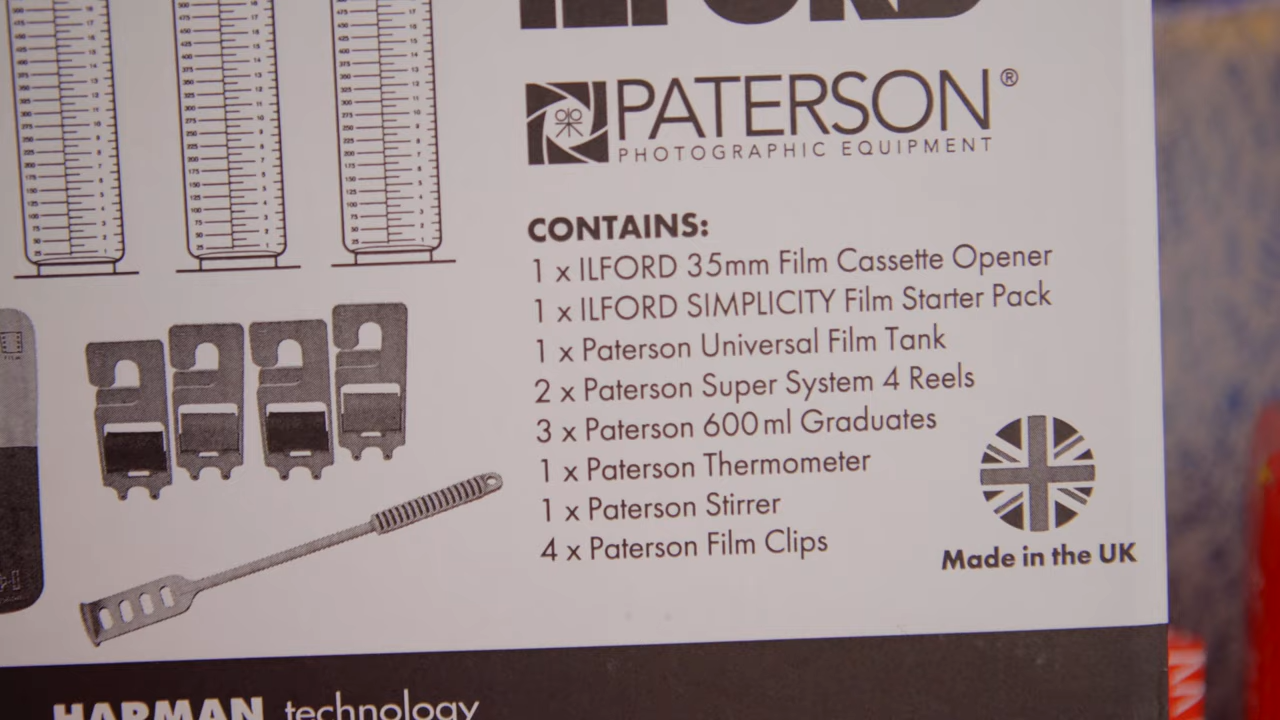 ILFORD
PATERSON®
PHOTOGRAPHIC EQUIPMENT
CONTAINS:
1 x ILFORD 35mm Film Cassette Opener
1 x ILFORD SIMPLICITY Film Starter Pack
1 x Paterson Universal Film Tank
2 x Paterson Super System 4 Reels
3 x Paterson 600ml Graduates
1 x Paterson Thermometer
1 x Paterson Stirrer
4 x Paterson Film Clips
Made in the UK
HARMAN technology